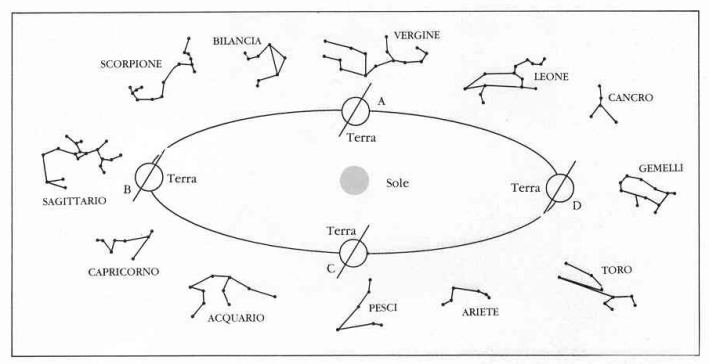 BILANCIA
VERGINE
SCORPIONE
LEONE
A
CANCRO
Terra
GEMELLI
Terra
Sole
Terra
B
D
SAGITTARIO
Terra
C
CAPRICORNO
TORO
ACQUARIO
PESCI
ARIETE